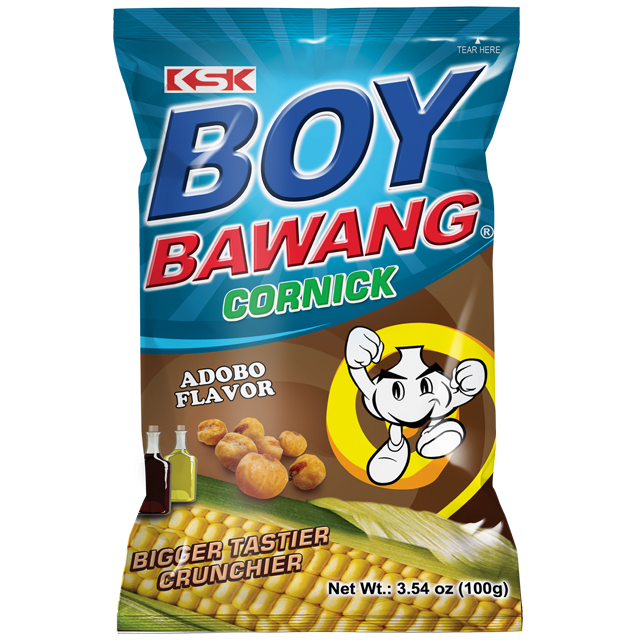 TEAR HERE
KSK
BOY
BAWANG®
CORNICK
ADOBO
FLAVOR
BIGGER TASTIER
CRUNCHIER
Net Wt.: 3.54 oz (100g)